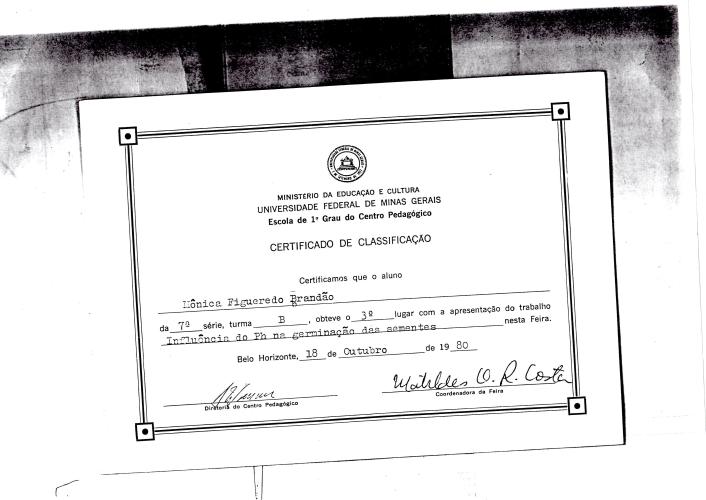 MINISTÉRIO DA EDUCAÇÃO E CULTURA
UNIVERSIDADE FEDERAL DE MINAS GERAIS
Escola de 1º Grau do Centro Pedagógico
CERTIFICADO DE CLASSIFICAÇÃO
Certificamos que o aluno
Mônica Figueredo Brandão
da 7ª série, turma B, obteve o 3º lugar com a apresentação do trabalho
Influência do Ph na germinação das sementes nesta Feira.
Belo Horizonte, 18 de Outubro de 19 80
Matildes O. R. Costa
Diretoria do Centro Pedagógico
Coordenadora da Feira